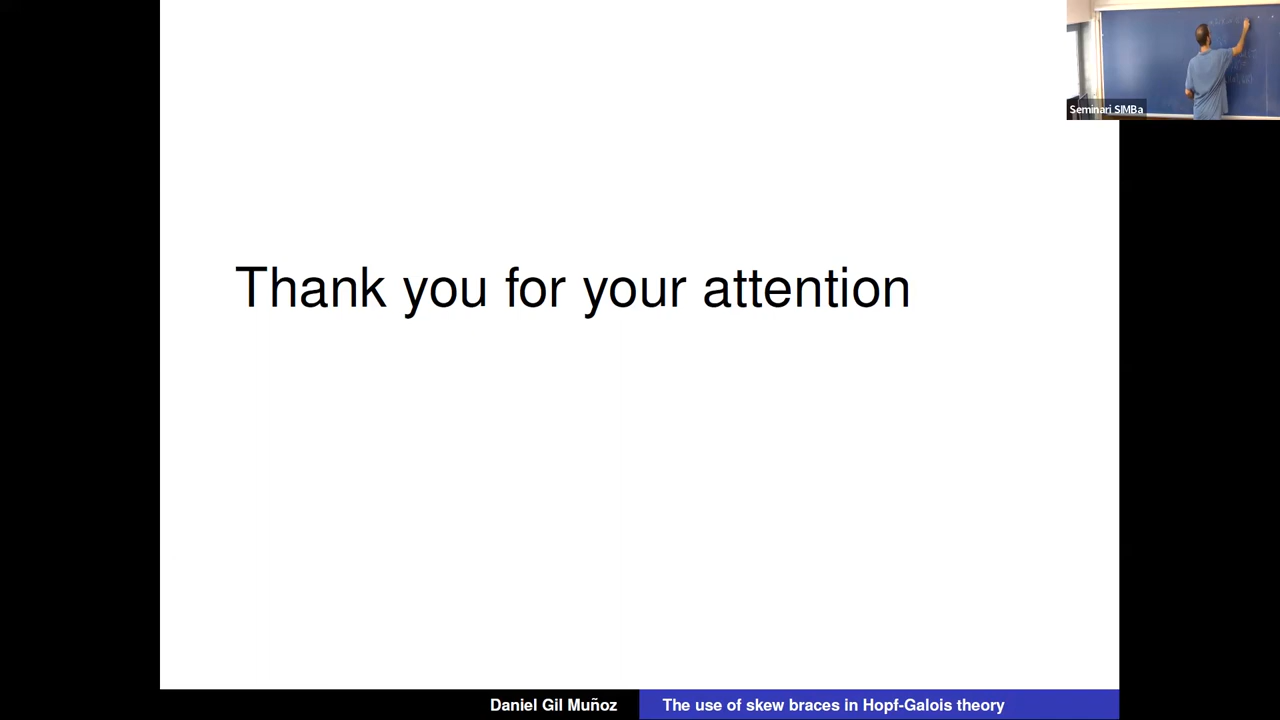 Seminari SIMBa
Thank you for your attention
Daniel Gil Muñoz
The use of skew braces in Hopf-Galois theory